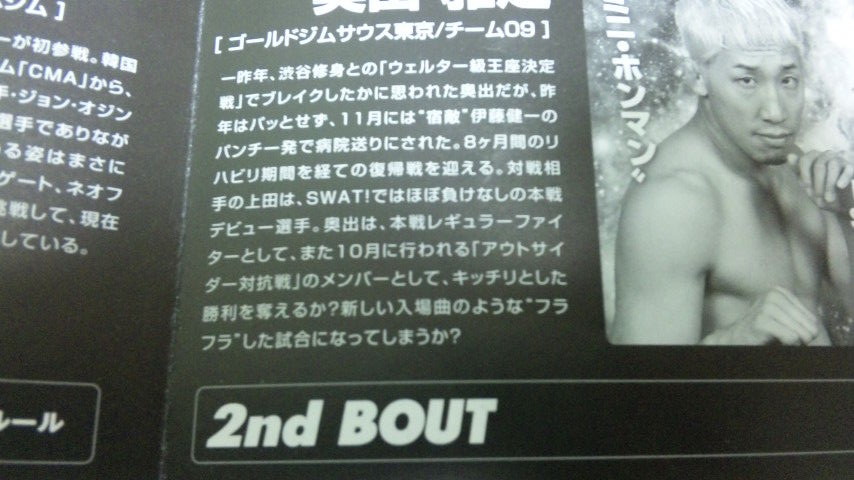 [ ゴールドジムサウス東京/チーム09 ]
一昨年、渋谷修身との「ウェルター級王座決定
戦」でブレイクしたかに思われた奥出だが、昨
年はパッとせず、11月には“宿敵”伊藤健一の
パンチ一発で病院送りにされた。8ヶ月間のリ
ハビリ期間を経ての復帰戦を迎える。対戦相
手の上田は、SWAT!ではほぼ負けなしの本戦
デビュー選手。奥出は、本戦レギュラーファイ
ターとして、また10月に行われる「アウトサイ
ダー対抗戦」のメンバーとして、キッチリとした
勝利を奪えるか?新しい入場曲のような“フラ
フラ”した試合になってしまうか?
2nd BOUT
ーが初参戦。韓国
ム「CMA」から、
・ジョン・オジン
選手でありなが
る姿はまさに
ゲート、ネオフ
戦して、現在
している。
ルール
ミニ・ホンマン”